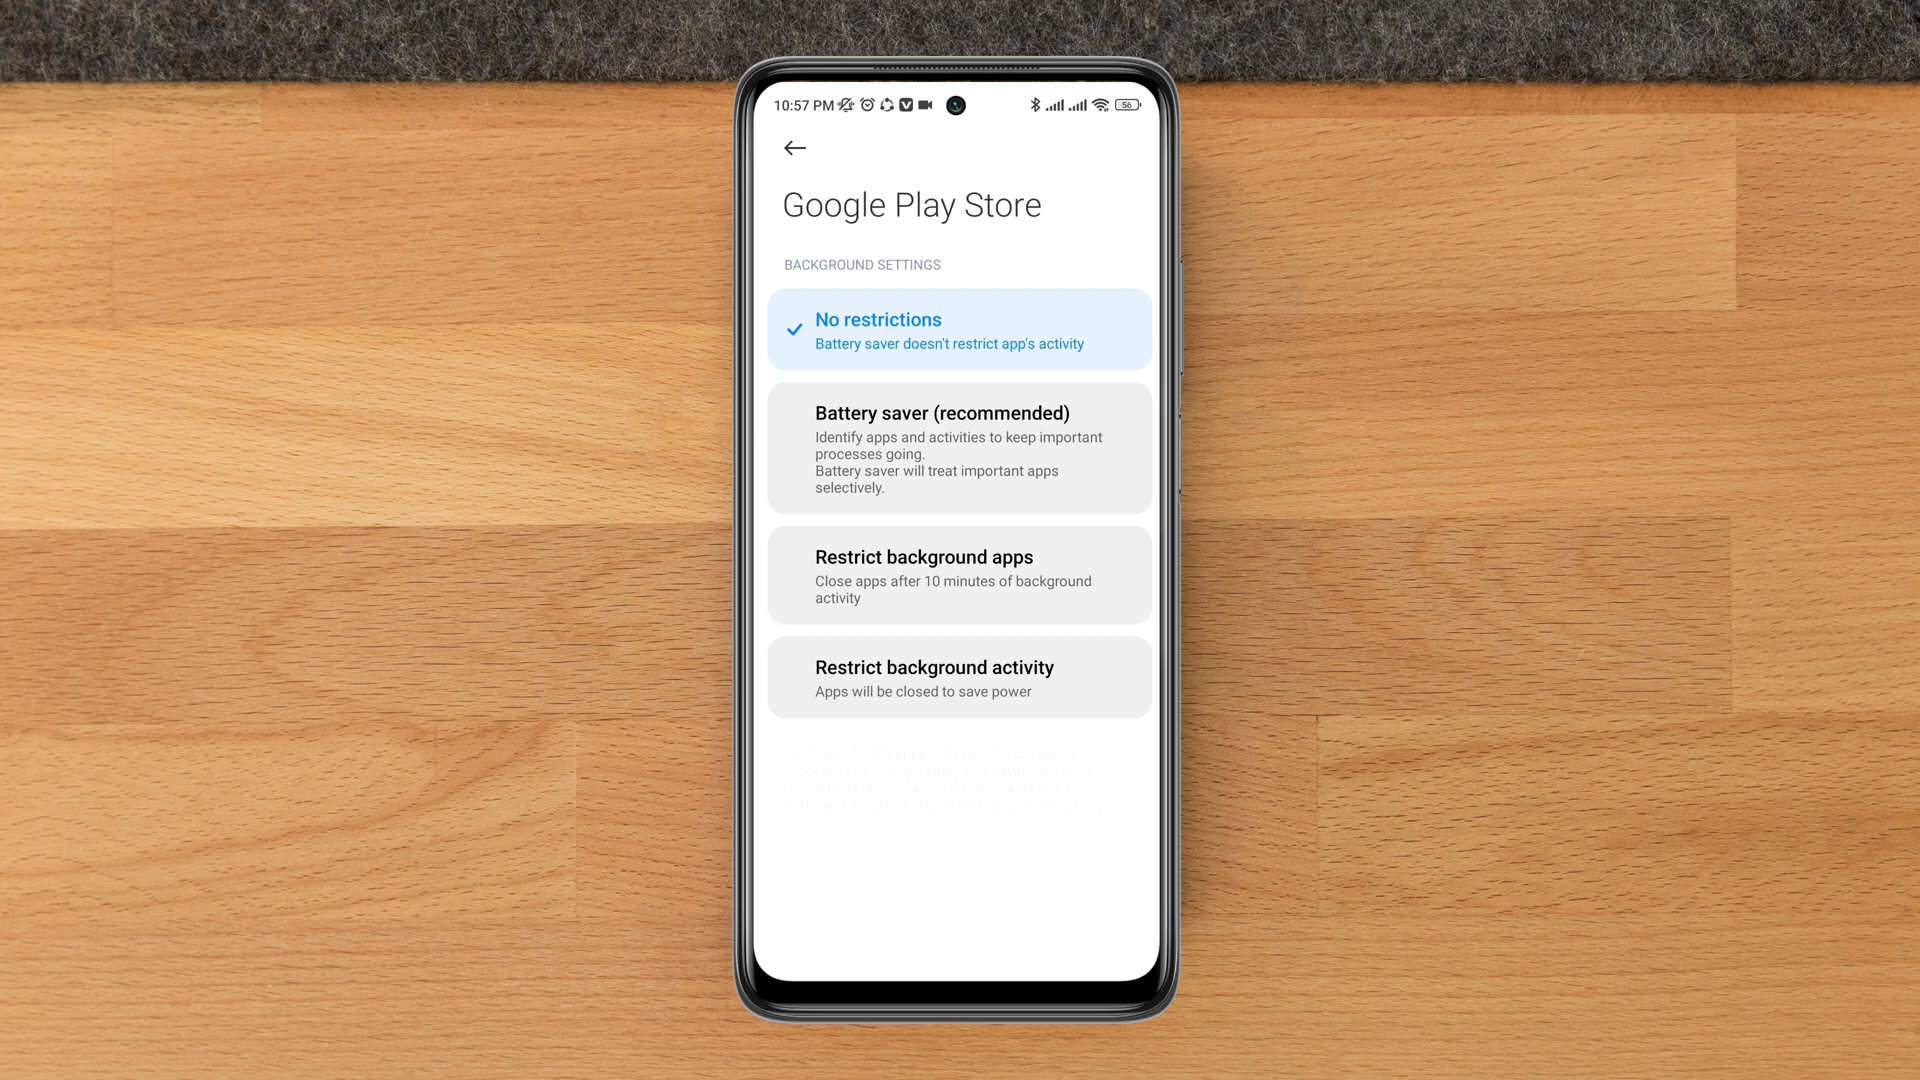 10:57 PM
56
Google Play Store
BACKGROUND SETTINGS
No restrictions
Battery saver doesn't restrict app's activity
Battery saver (recommended)
Identify apps and activities to keep important
processes going.
Battery saver will treat important apps
selectively.
Restrict background apps
Close apps after 10 minutes of background
activity
Restrict background activity
Apps will be closed to save power